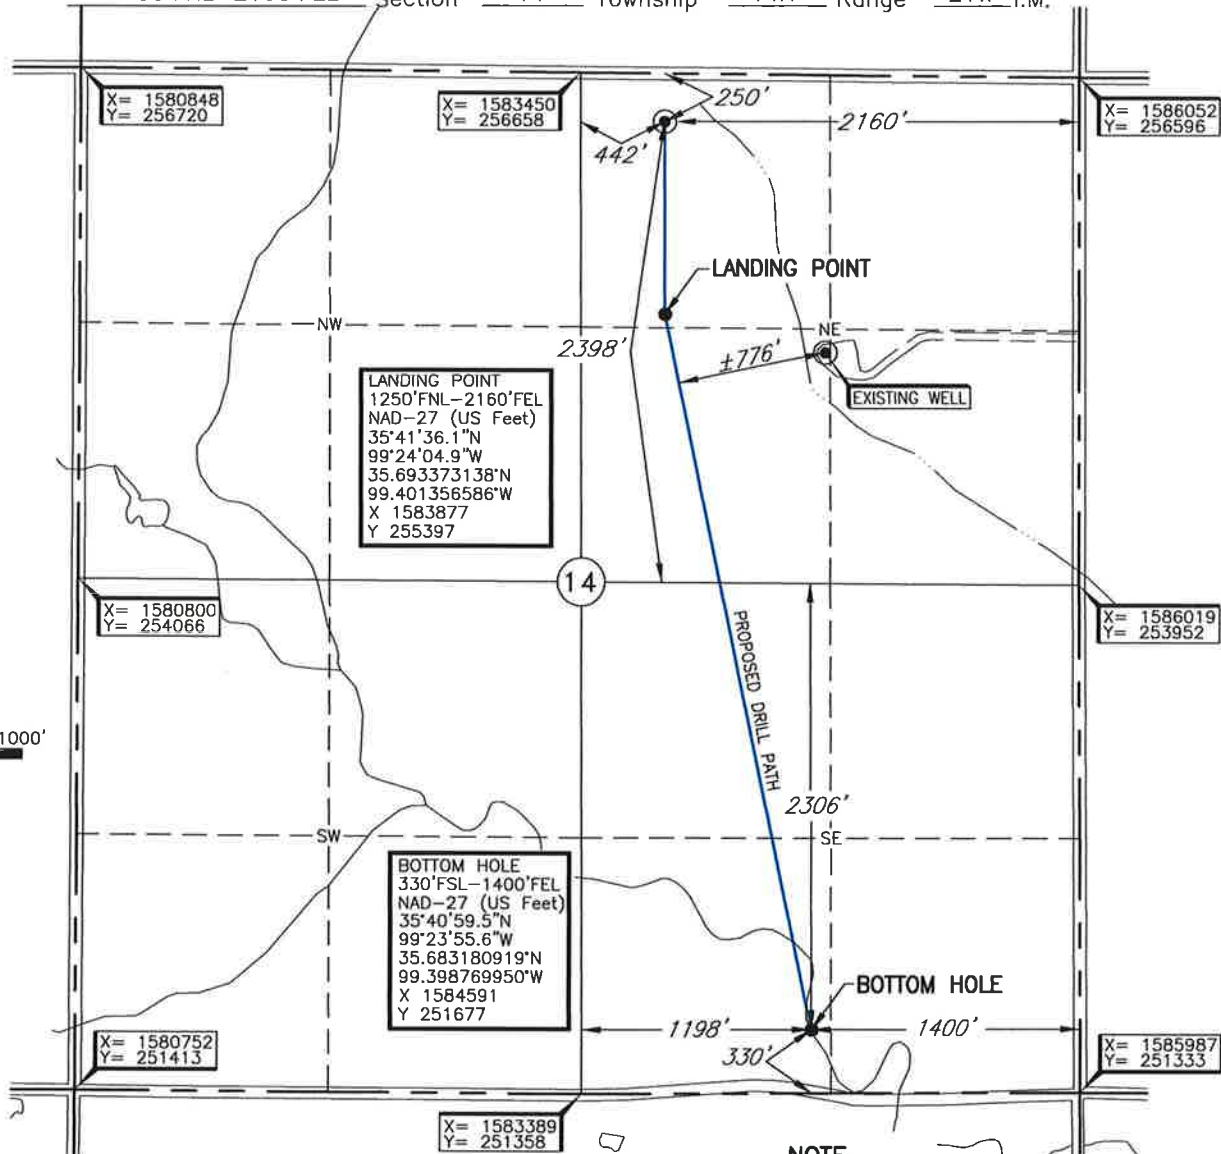 Section
Township
Range
I.M.
X= 1580848
Y= 256720
X= 1583450
Y= 256658
250'
2160'
X= 1586052
Y= 256596
442'
LANDING POINT
NW
NE
2398'
±776'
EXISTING WELL
LANDING POINT
1250'FNL-2160'FEL
NAD-27 (US Feet)
35°41'36.1"N
99°24'04.9"W
35.693373138°N
99.401356586°W
X 1583877
Y 255397
14
X= 1580800
Y= 254066
X= 1586019
Y= 253952
PROPOSED DRILL PATH
1000'
2306'
SW
SE
BOTTOM HOLE
330'FSL-1400'FEL
NAD-27 (US Feet)
35°40'59.5"N
99°23'55.6"W
35.683180919°N
99.398769950°W
X 1584591
Y 251677
BOTTOM HOLE
1198'
1400'
330'
X= 1580752
Y= 251413
X= 1585987
Y= 251333
X= 1583389
Y= 251358
NOTE